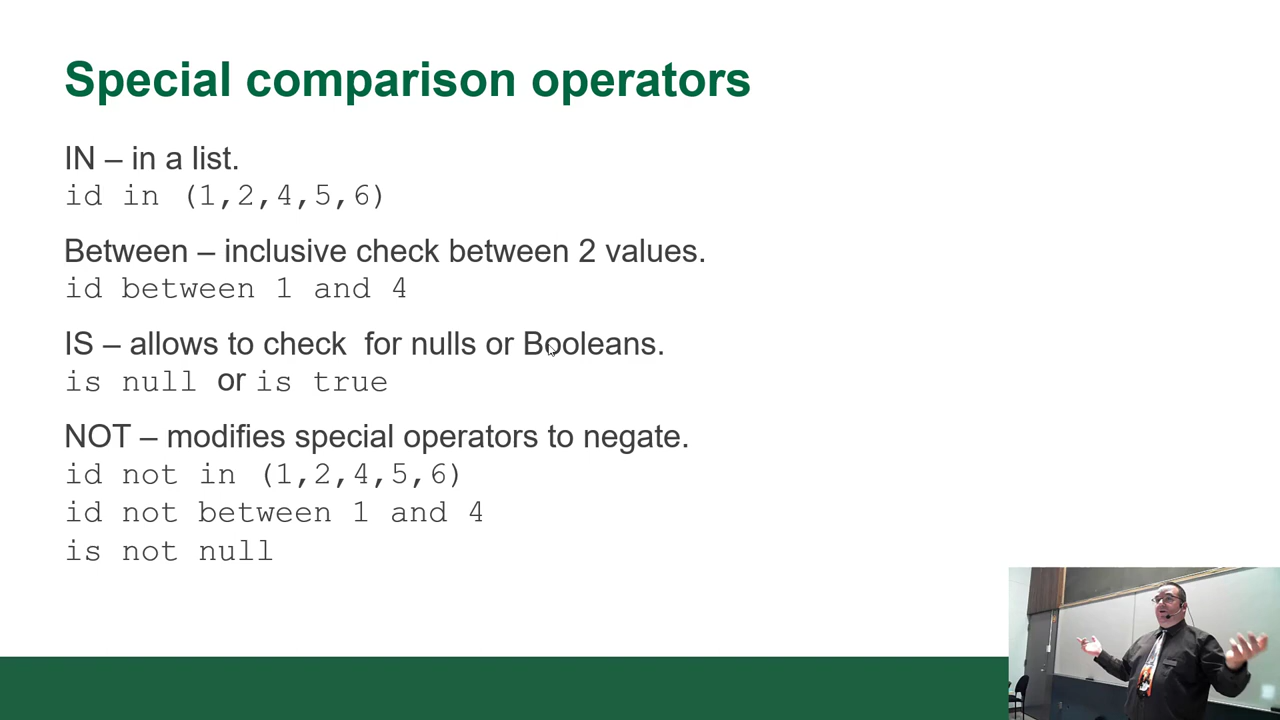 Special comparison operators
IN – in a list.
id in (1,2,4,5,6)
Between – inclusive check between 2 values.
id between 1 and 4
IS – allows to check  for nulls or Booleans.
is null or is true
NOT – modifies special operators to negate.
id not in (1,2,4,5,6)
id not between 1 and 4
is not null